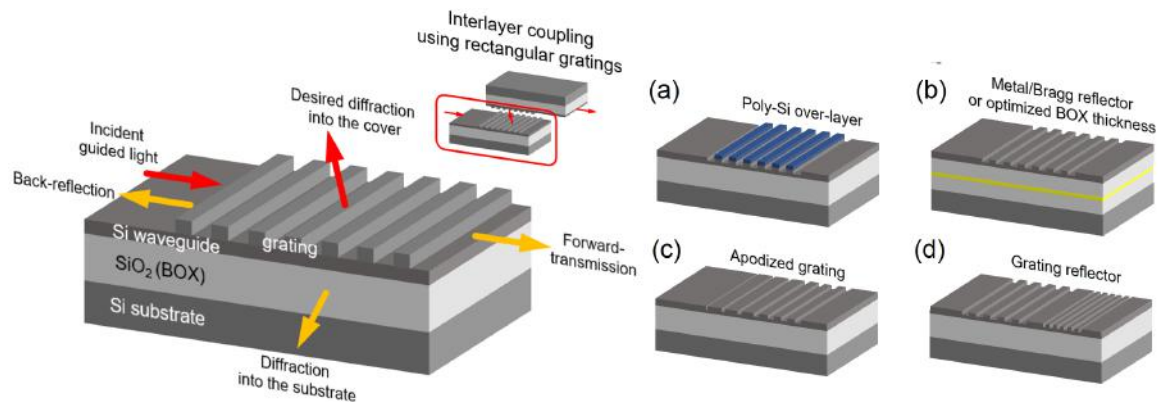 Interlayer coupling
using rectangular gratings
Desired diffraction
into the cover
Incident
guided light
Back-reflection
Si waveguide
grating
Forward-
transmission
SiO₂ (BOX)
Si substrate
Diffraction
into the substrate
(a)
Poly-Si over-layer
(b)
Metal/Bragg reflector
or optimized BOX thickness
(c)
Apodized grating
(d)
Grating reflector